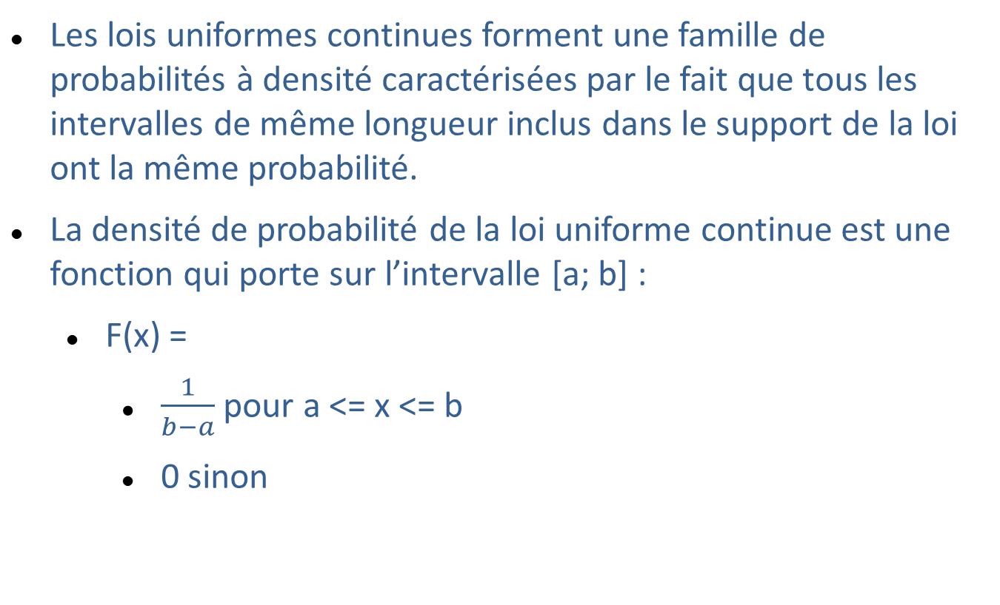 • Les lois uniformes continues forment une famille de
probabilités à densité caractérisées par le fait que tous les
intervalles de même longueur inclus dans le support de la loi
ont la même probabilité.
• La densité de probabilité de la loi uniforme continue est une
fonction qui porte sur l’intervalle [a; b] :
• F(x) =
• \frac{1}{b-a} pour a <= x <= b
• 0 sinon